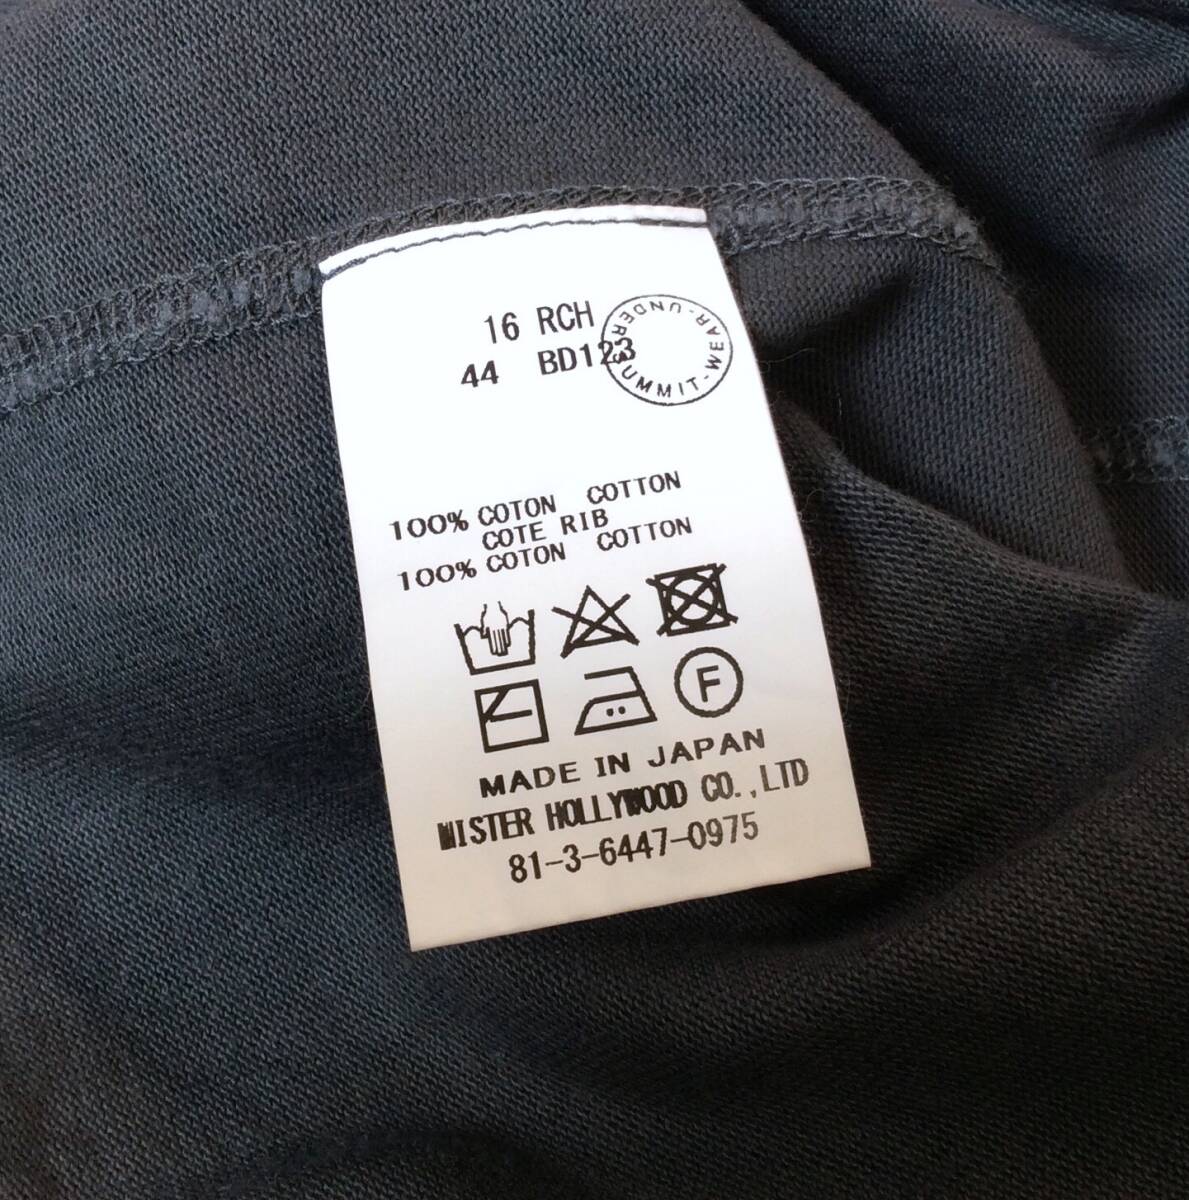 16 RCH
44 BD123
UNDER SUMMIT-WEAR-
100% COTON COTTON
COTE RIB
100% COTON COTTON
F
MADE IN JAPAN
MISTER HOLLYWOOD CO.,LTD
81-3-6447-0975